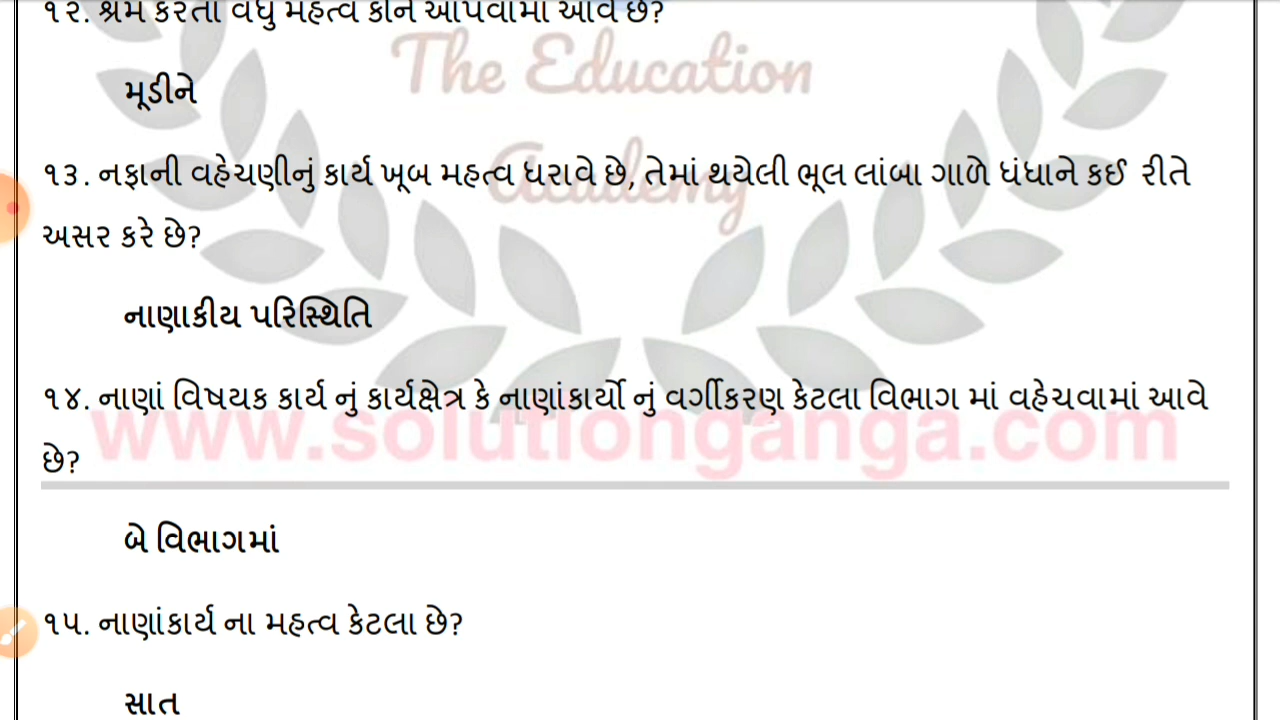 ૧૨. શ્રમ કરતા વધુ મહત્વ કોને આપવામાં આવે છે?
The Education
Academy
મૂડીને
૧૩. નફાની વહેચણીનું કાર્ય ખૂબ મહત્વ ધરાવે છે, તેમાં થયેલી ભૂલ લાંબા ગાળે ધંધાને કઈ રીતે
અસર કરે છે?
નાણાકીય પરિસ્થિતિ
૧૪. નાણાં વિષયક કાર્ય નું કાર્યક્ષેત્ર કે નાણાંકાર્યો નું વર્ગીકરણ કેટલા વિભાગ માં વહેચવામાં આવે
www.solutionganga.com
છે?
બે વિભાગમાં
૧૫. નાણાંકાર્ય ના મહત્વ કેટલા છે?
સાત